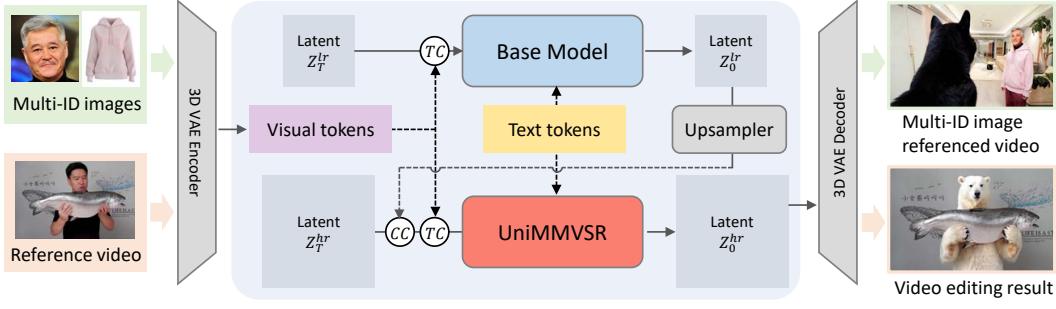 Multi-ID images
Reference video
3D VAE Encoder
Visual tokens
Latent
Z_T^{lr}
TC
Base Model
Latent
Z_0^{lr}
Text tokens
Upsampler
Latent
Z_T^{hr}
CC
TC
UniMMVSR
Latent
Z_0^{hr}
3D VAE Decoder
Multi-ID image
referenced video
Video editing result